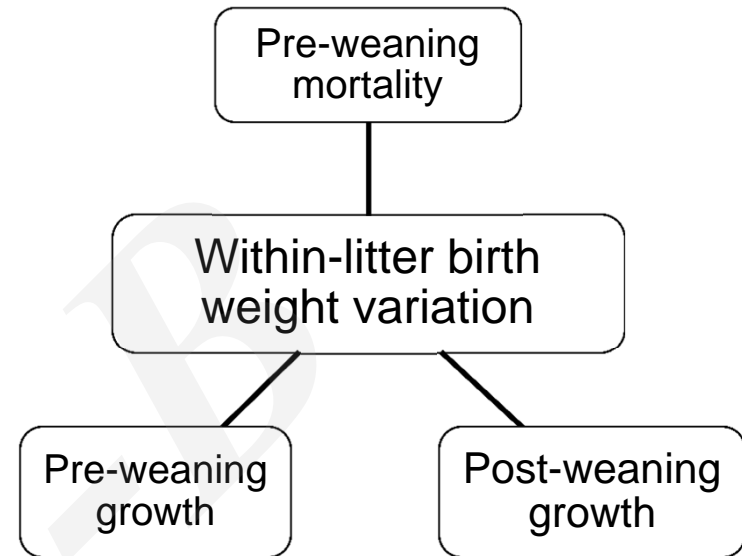 Pre-weaning
mortality
Within-litter birth
weight variation
Pre-weaning
growth
Post-weaning
growth
-B